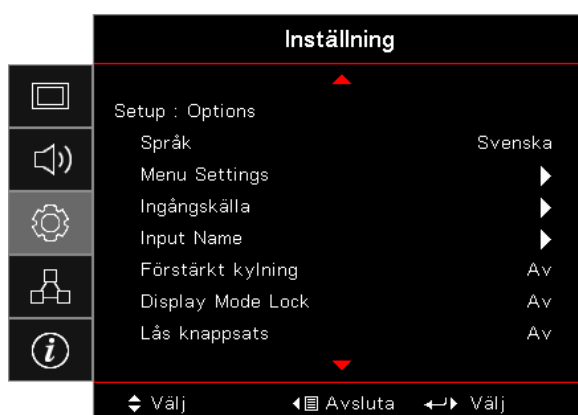 Inställning
Setup : Options
Språk Svenska
Menu Settings
Ingångskälla
Input Name
Förstärkt kylning Av
Display Mode Lock Av
Lås knappsats Av
Välj Avsluta Välj